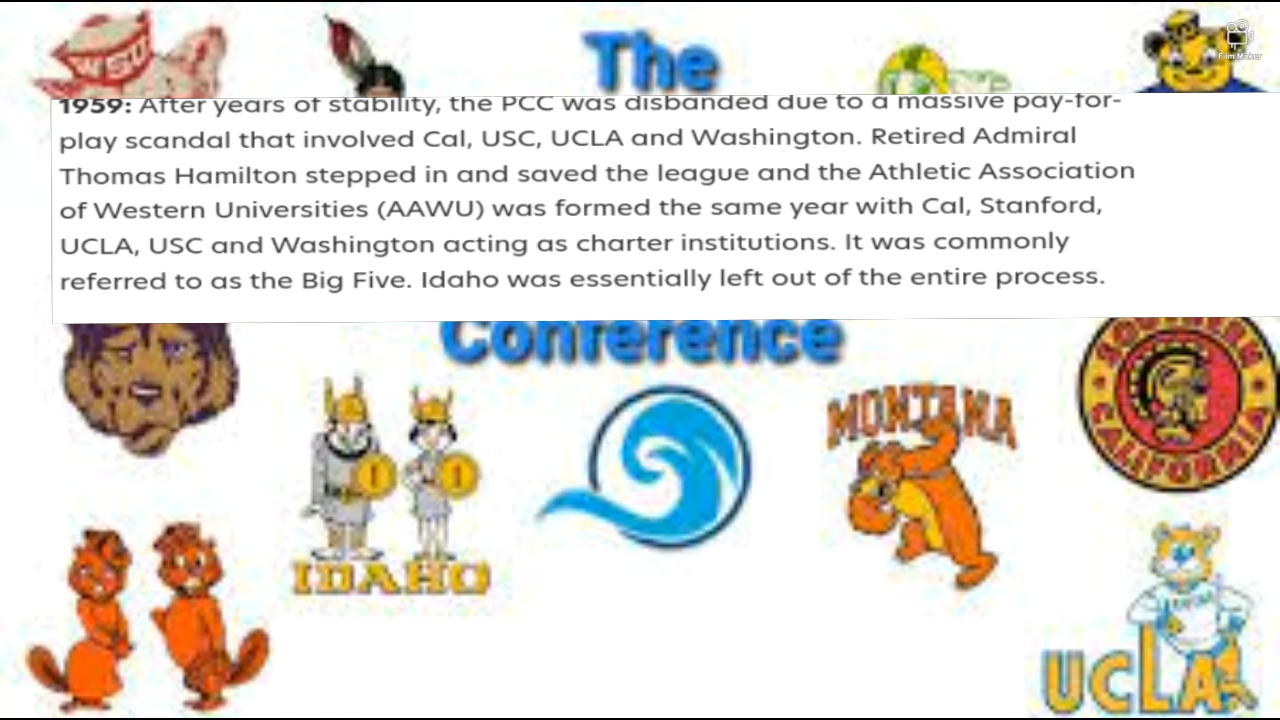 WSU
The
Film Maker
1959: After years of stability, the PCC was disbanded due to a massive pay-for-
play scandal that involved Cal, USC, UCLA and Washington. Retired Admiral
Thomas Hamilton stepped in and saved the league and the Athletic Association
of Western Universities (AAWU) was formed the same year with Cal, Stanford,
UCLA, USC and Washington acting as charter institutions. It was commonly
referred to as the Big Five. Idaho was essentially left out of the entire process.
Conference
SOUTHERN
CALIFORNIA
MONTANA
I I
IDAHO
UCLA